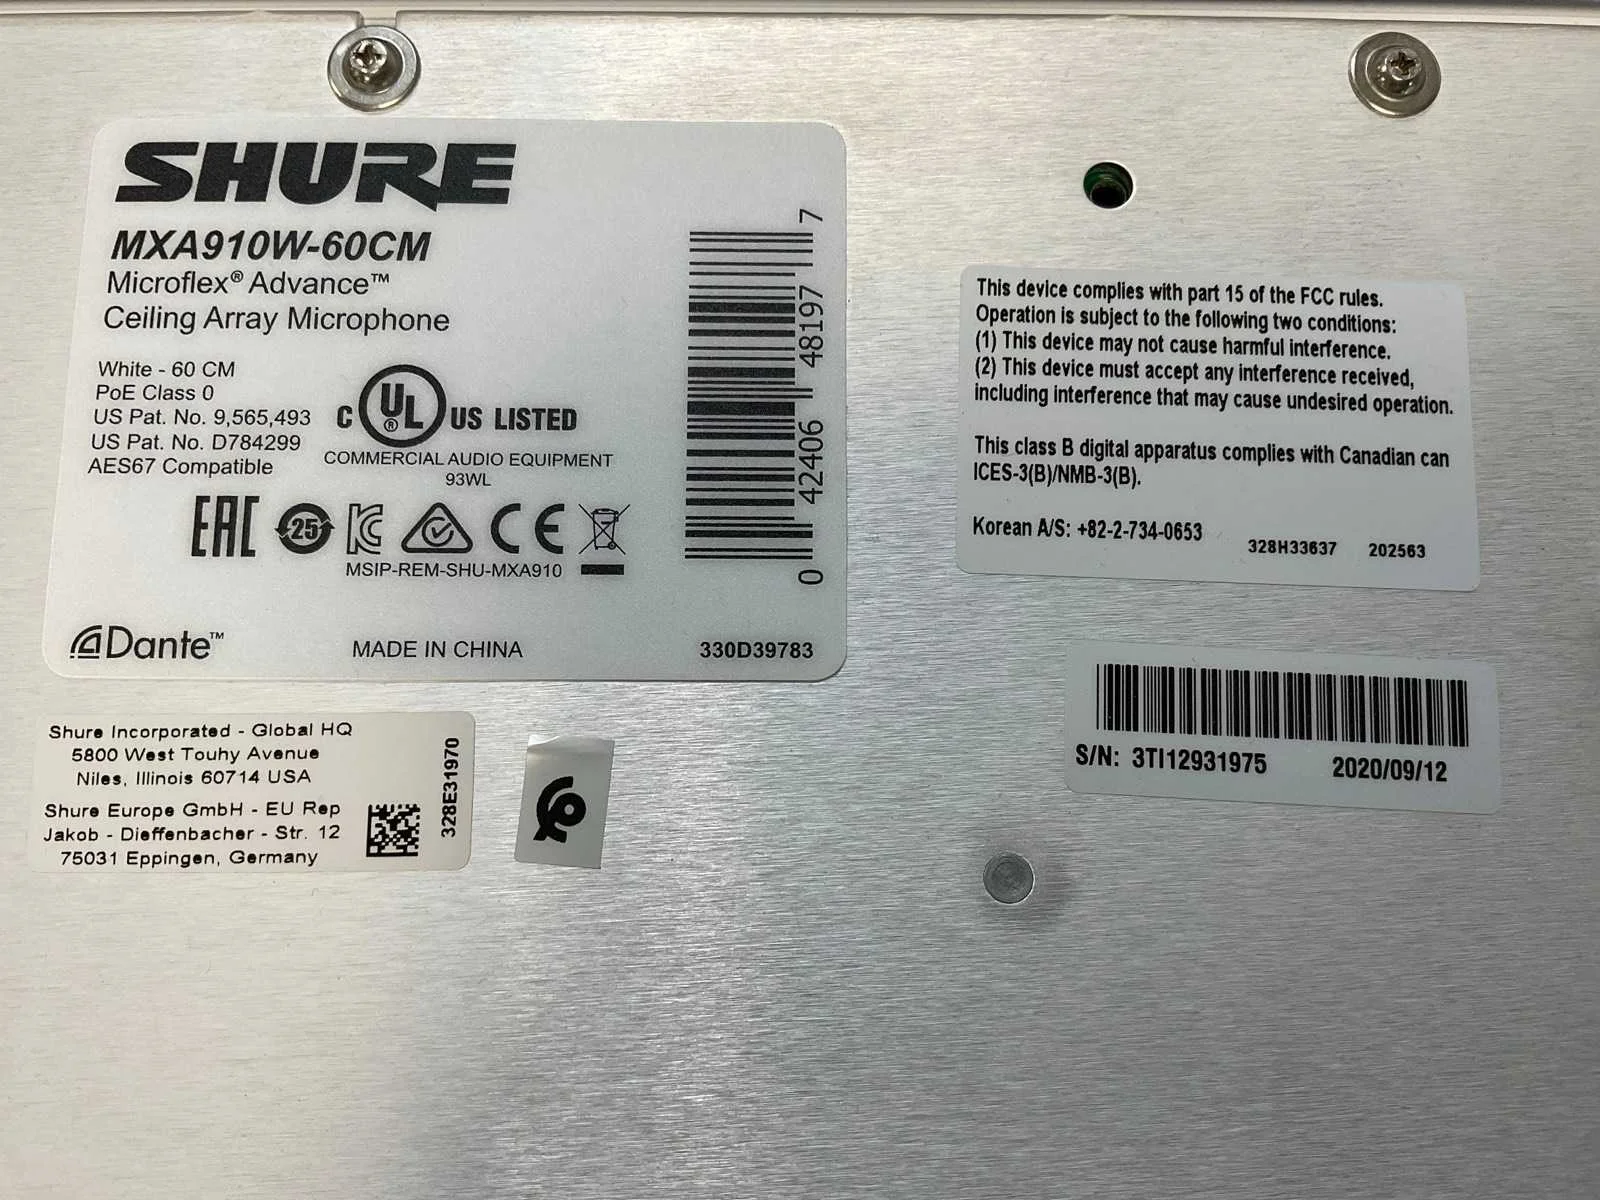 SHURE
MXA910W-60CM
Microflex® Advance™
Ceiling Array Microphone
White - 60 CM
PoE Class 0
US Pat. No. 9,565,493
US Pat. No. D784299
AES67 Compatible
C UL® US LISTED
COMMERCIAL AUDIO EQUIPMENT
93WL
EAC 25 KC CE
MSIP-REM-SHU-MXA910
Dante™
MADE IN CHINA
330D39783
0 42406 48197 7
This device complies with part 15 of the FCC rules.
Operation is subject to the following two conditions:
(1) This device may not cause harmful interference.
(2) This device must accept any interference received,
including interference that may cause undesired operation.
This class B digital apparatus complies with Canadian can
ICES-3(B)/NMB-3(B).
Korean A/S: +82-2-734-0653
328H33637 202563
S/N: 3TI12931975 2020/09/12
Shure Incorporated - Global HQ
5800 West Touhy Avenue
Niles, Illinois 60714 USA
Shure Europe GmbH - EU Rep
Jakob - Dieffenbacher - Str. 12
75031 Eppingen, Germany
328E31970